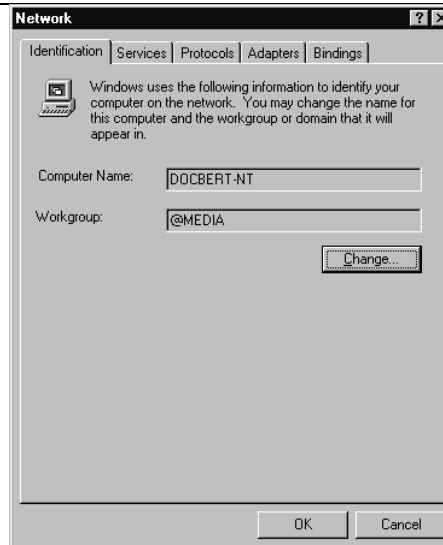 Network
Identification Services Protocols Adapters Bindings
Windows uses the following information to identify your
computer on the network. You may change the name for
this computer and the workgroup or domain that it will
appear in.
Computer Name: DOCBERT-NT
Workgroup: @MEDIA
Change...
OK Cancel